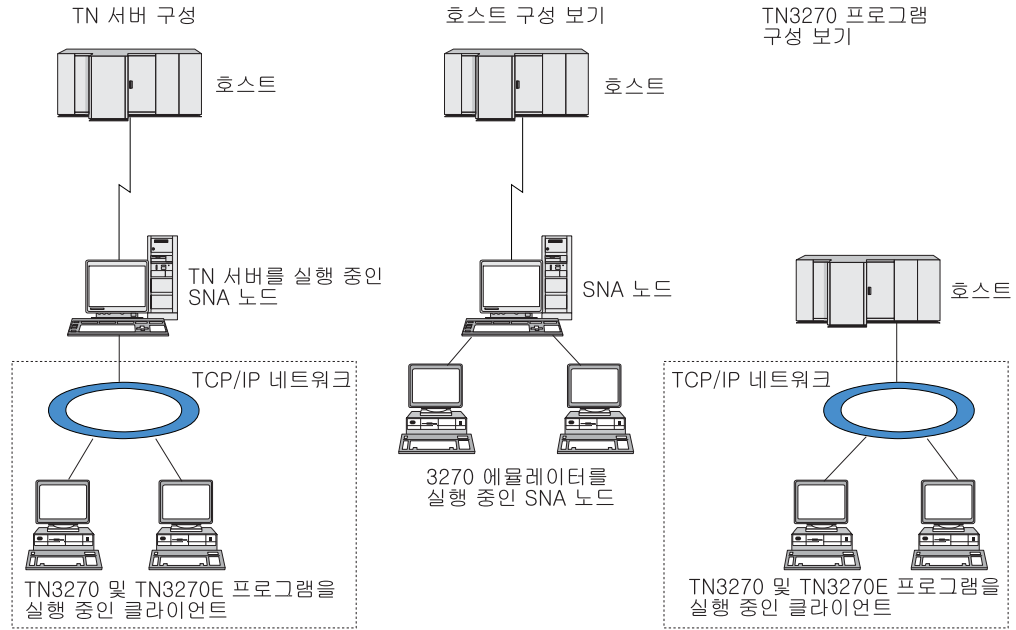 TN 서버 구성
호스트
TN 서버를 실행 중인
SNA 노드
TCP/IP 네트워크
TN3270 및 TN3270E 프로그램을
실행 중인 클라이언트
호스트 구성 보기
호스트
SNA 노드
3270 에뮬레이터를
실행 중인 SNA 노드
TN3270 프로그램
구성 보기
호스트
TCP/IP 네트워크
TN3270 및 TN3270E 프로그램을
실행 중인 클라이언트